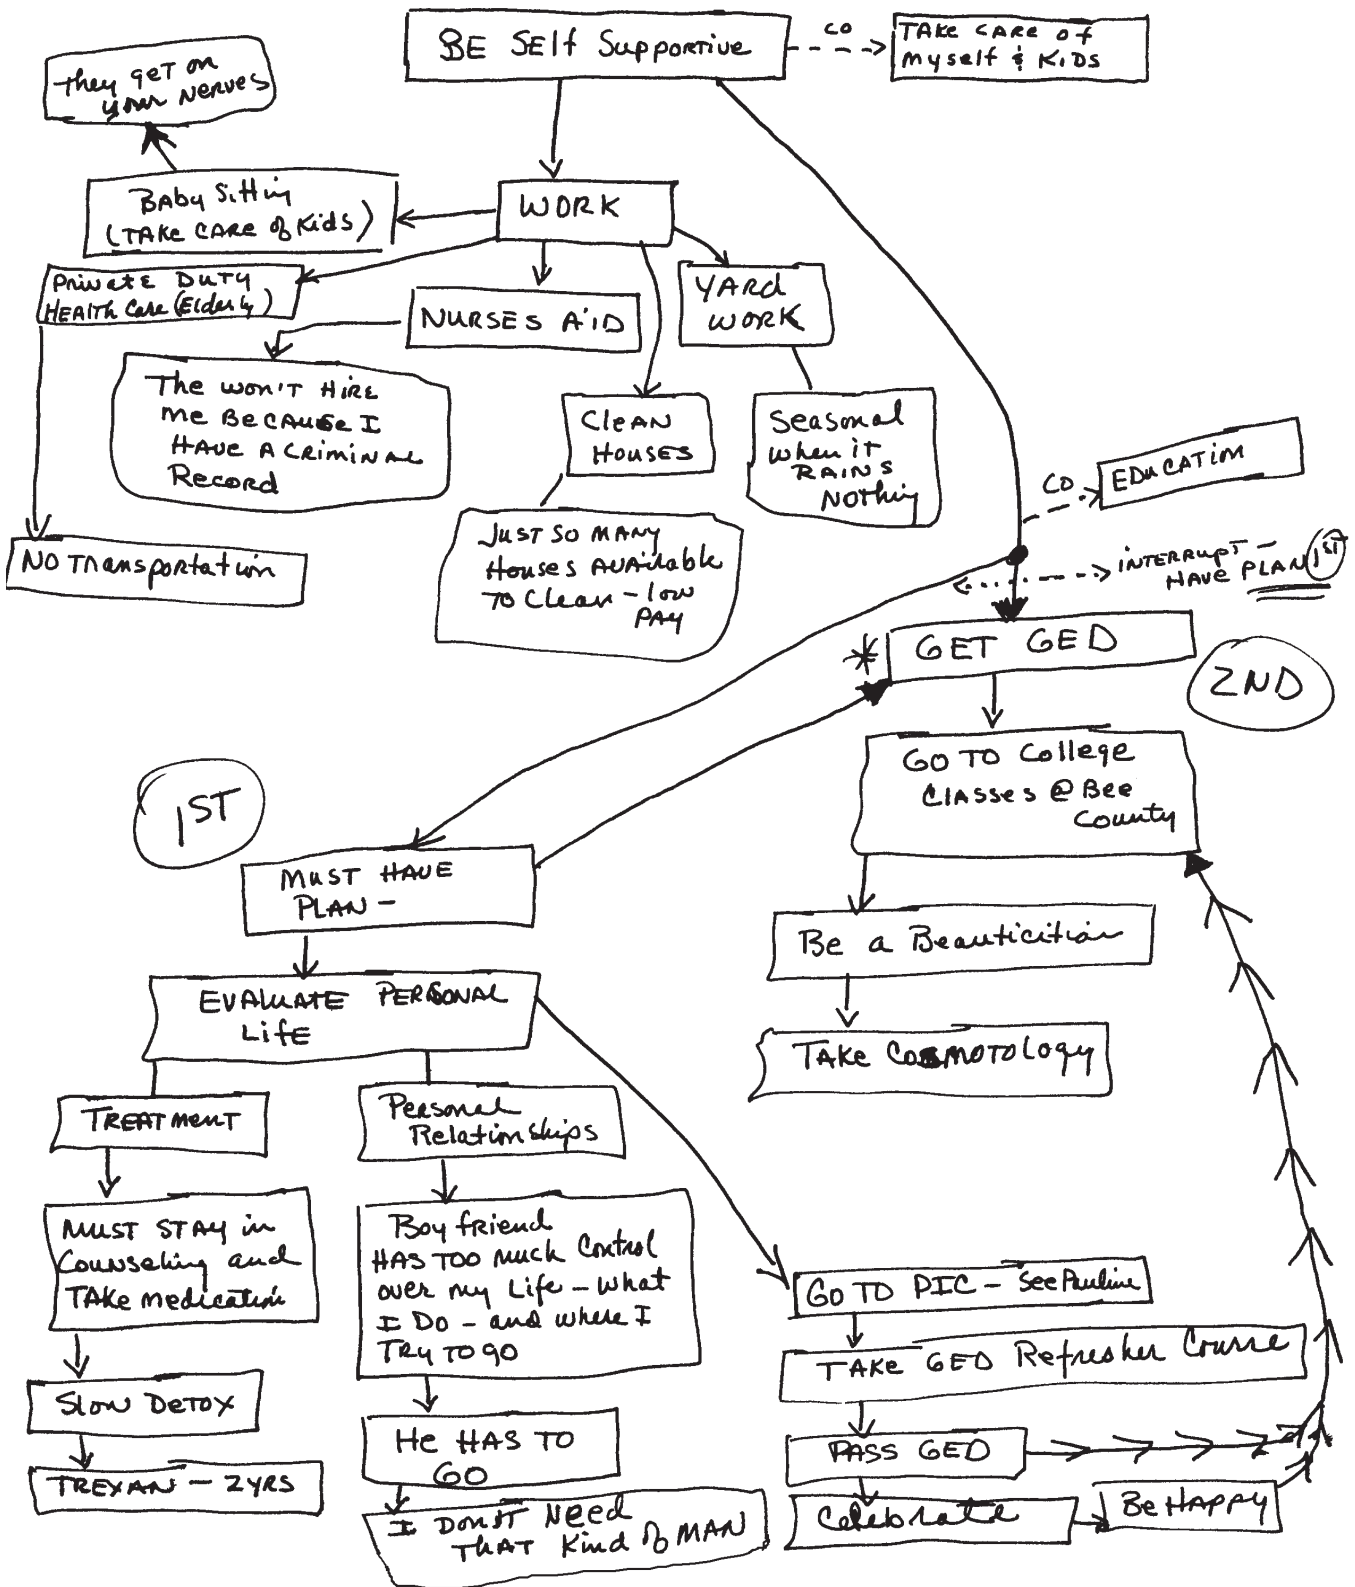 BE SElf Supportive
CO
TAKE CARE of
myself & KiDS
They get on
your nerves
Baby Sitting
(TAKE CARE of Kids)
WORK
Private DUTY
HEALTH Care (Elderly)
NURSES AiD
YARd
WORK
The WON'T HIRE
ME BECAUSE I
HAVE A CRIMINAL
Record
CLEAN
HOUSES
Seasonal
when it
RAINS
Nothing
NO Transportation
JUST SO MANY
Houses AVAilable
TO Clean - low
PAY
CO
EDUCATION
INTERRUPT -
HAVE PLAN 1ST
* GET GED
2ND
GO TO College
Classes @ Bee
County
1ST
MUST HAVE
PLAN -
Be a Beauticition
EVALUATE PERSONAL
LifE
TAKE COSMOTOLOgy
TREATMENT
Personal
Relationships
MUST STAY in
Counseling and
TAKE medication
Boy friend
HAS TOO MUCH Control
over my Life - what
I Do - and where I
TRY TO go
GO TO PIC - See Pauline
TAKE GED Refresher Course
Slow DETOX
He HAS TO
GO
PASS GED
TREXAN - 2 YRS
I DON'T NEED
THAT Kind of MAN
Celebrate
Be HAPPY